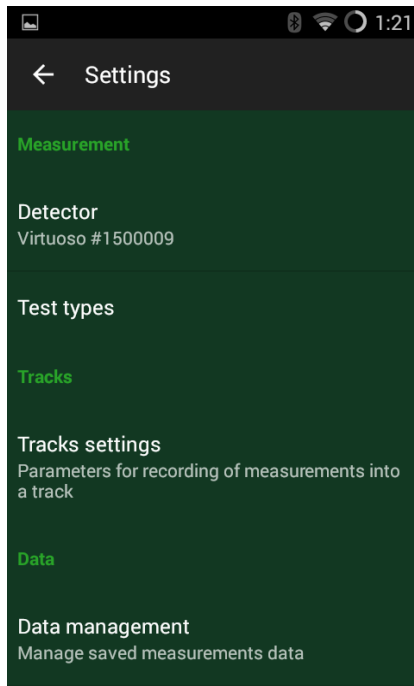 1:21
Settings
Measurement
Detector
Virtuoso #1500009
Test types
Tracks
Tracks settings
Parameters for recording of measurements into
a track
Data
Data management
Manage saved measurements data